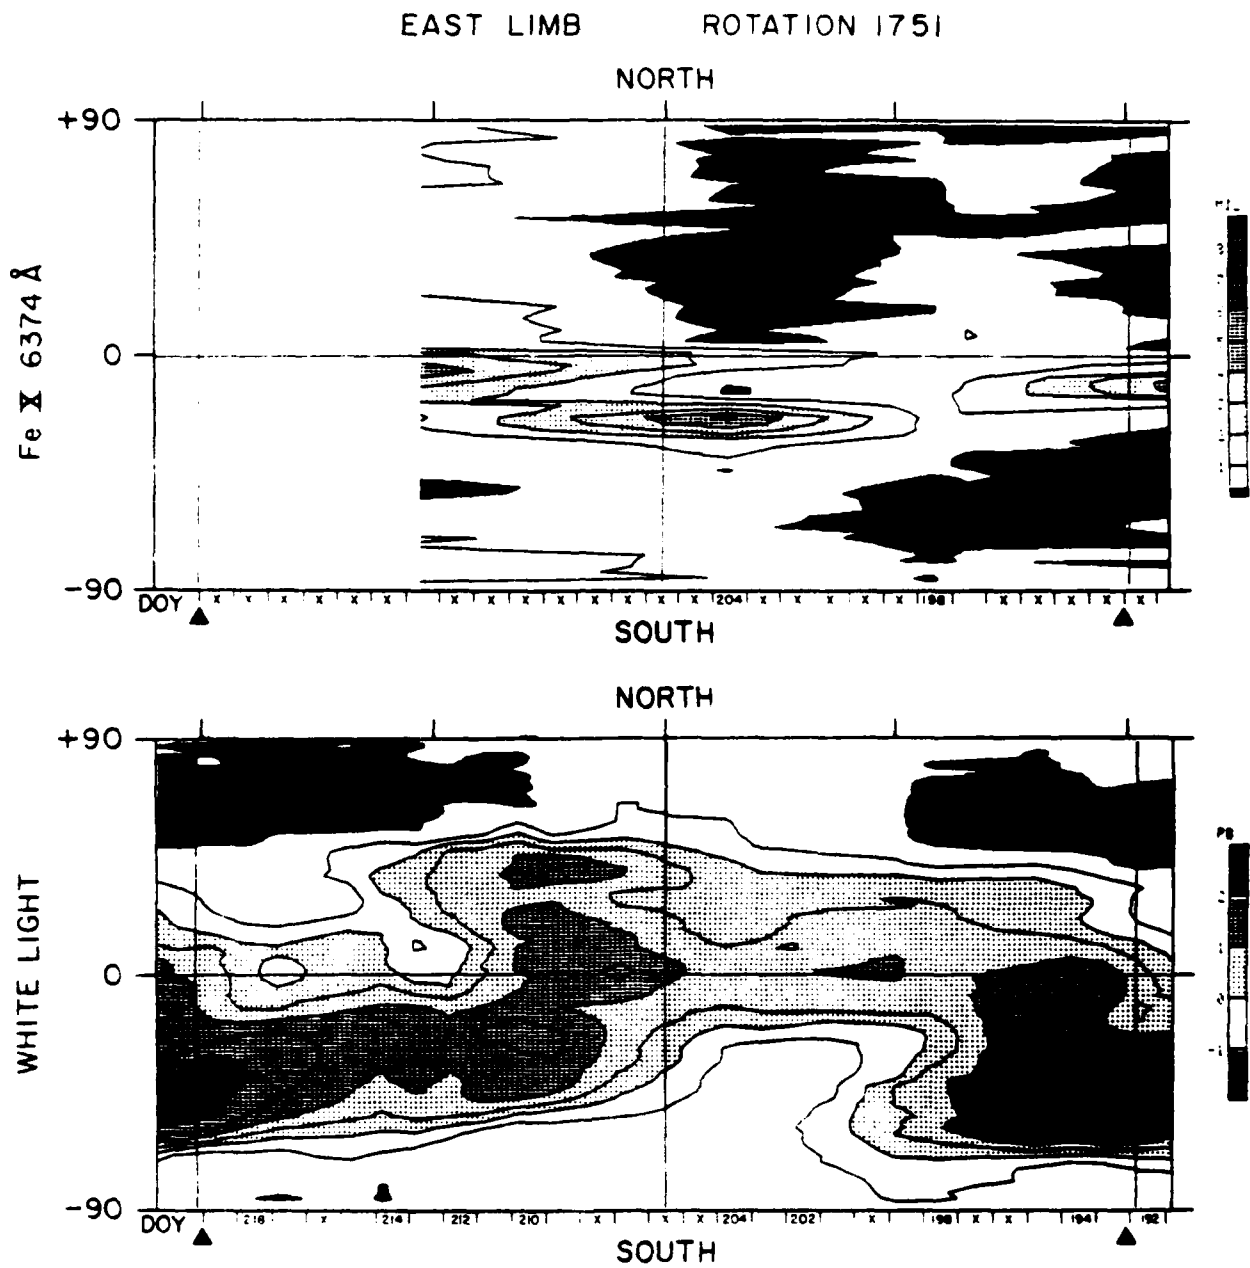 EAST LIMB ROTATION 1751
NORTH
+90
Fe X 6374 Å
0
-90
DOY x x x x x x x x x x x x x x 204 x x x x x 198 x x x x x x
SOUTH
NORTH
+90
PB
WHITE LIGHT
0
-90
DOY 218 x 214 212 210 x x x 204 202 x 198 x x 194 192
SOUTH